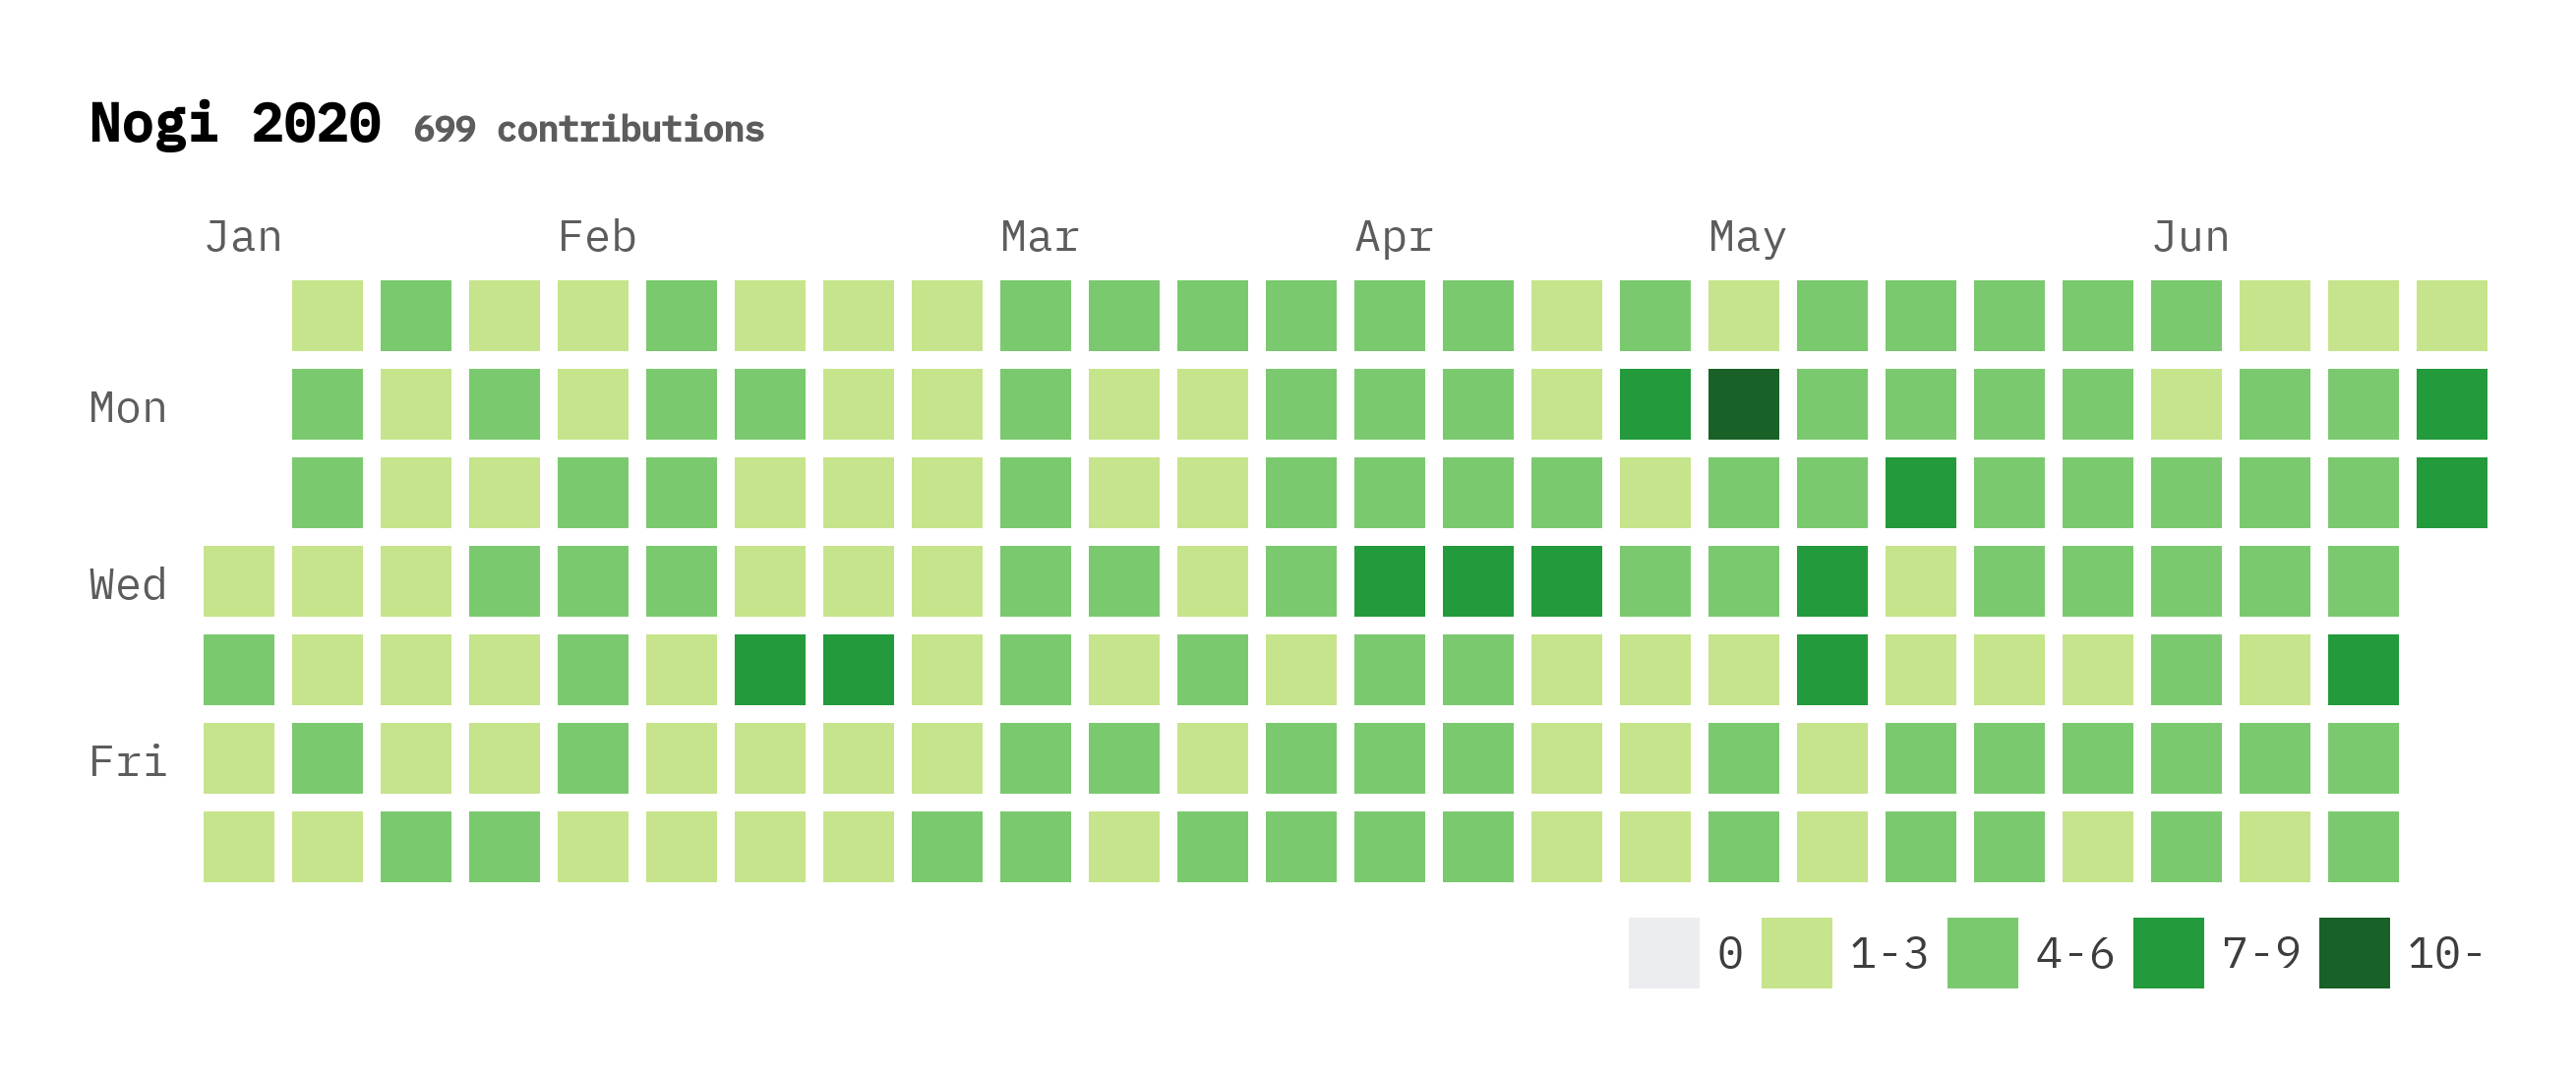 Nogi 2020 699 contributions
Jan Feb Mar Apr May Jun
Mon
Wed
Fri
0 1-3 4-6 7-9 10-